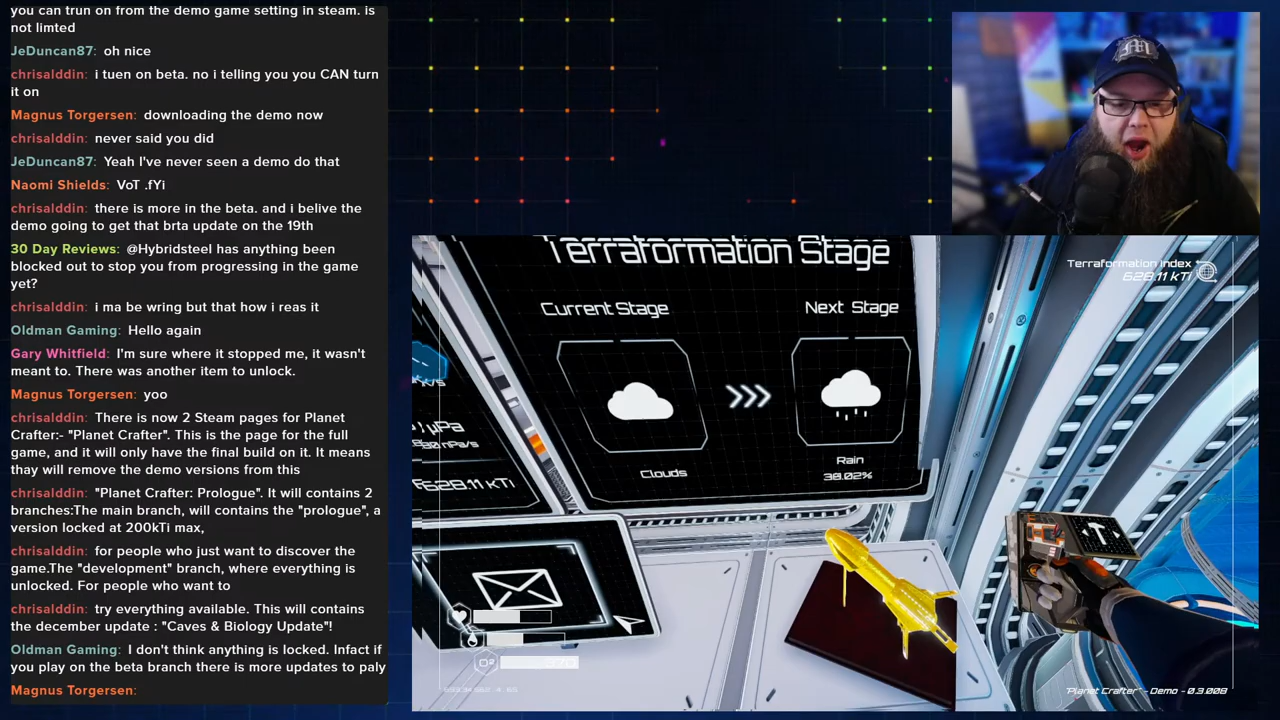 you can trun on from the demo game setting in steam. is
not limted
JeDuncan87: oh nice
chrisalddin: i tuen on beta. no i telling you you CAN turn
it on
Magnus Torgersen: downloading the demo now
chrisalddin: never said you did
JeDuncan87: Yeah I've never seen a demo do that
Naomi Shields: VoT .fYi
chrisalddin: there is more in the beta. and i belive the
demo going to get that brta update on the 19th
30 Day Reviews: @Hybridsteel has anything been
blocked out to stop you from progressing in the game
yet?
chrisalddin: i ma be wring but that how i reas it
Oldman Gaming: Hello again
Gary Whitfield: I'm sure where it stopped me, it wasn't
meant to. There was another item to unlock.
Magnus Torgersen: yoo
chrisalddin: There is now 2 Steam pages for Planet
Crafter:- "Planet Crafter". This is the page for the full
game, and it will only have the final build on it. It means
thay will remove the demo versions from this
chrisalddin: "Planet Crafter: Prologue". It will contains 2
branches:The main branch, will contains the "prologue", a
version locked at 200kTi max,
chrisalddin: for people who just want to discover the
game.The "development" branch, where everything is
unlocked. For people who want to
chrisalddin: try everything available. This will contains
the december update : "Caves & Biology Update"!
Oldman Gaming: I don't think anything is locked. Infact if
you play on the beta branch there is more updates to paly
Magnus Torgersen:
Terraformation Stage
Current Stage
Next Stage
Clouds
Rain
38.02%
628.11 kTi
Terraformation Index
628.11 kTi
"Planet Crafter" - Demo - 0.3.008